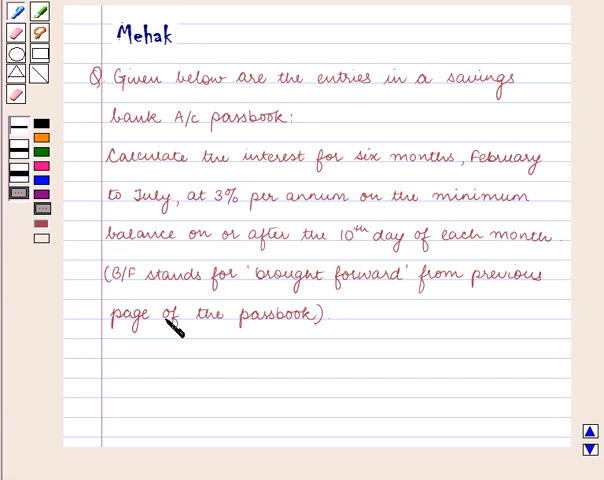 Mehak
Q. Given below are the entries in a savings
bank A/c passbook:
Calculate the interest for six months, February
to July, at 3% per annum on the minimum
balance on or after the 10th day of each month.
(B/F stands for 'brought forward' from previous
page of the passbook).